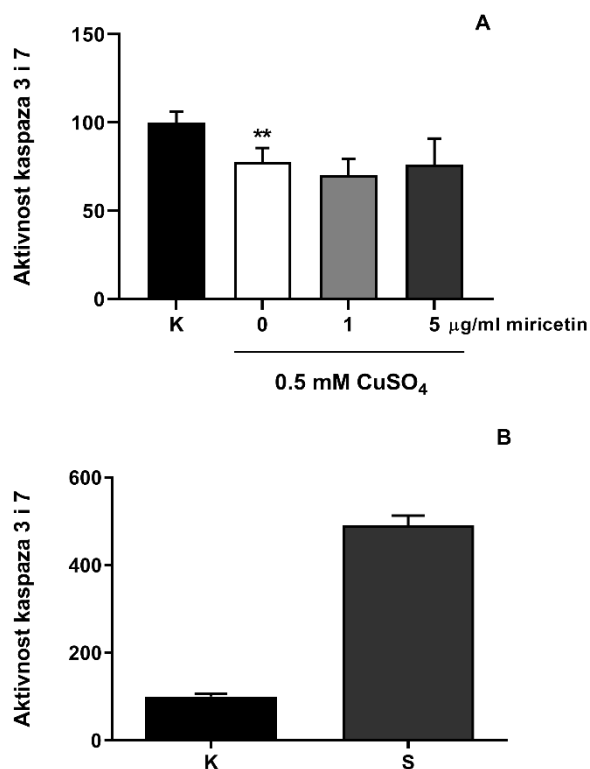 A
Aktivnost kaspaza 3 i 7
150
100
50
0
**
K 0 1 5 μg/ml miricetin
0.5 mM CuSO₄
B
Aktivnost kaspaza 3 i 7
600
400
200
0
K S